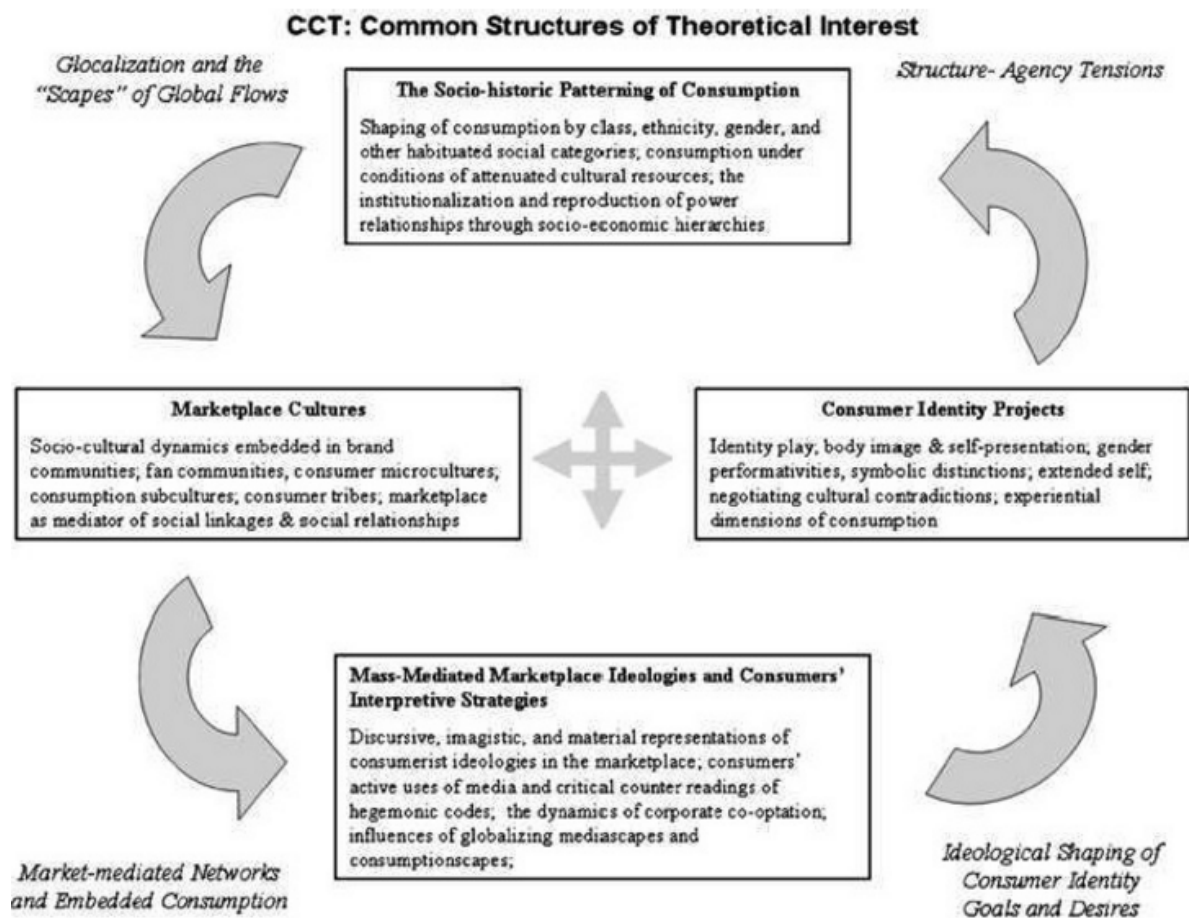 CCT: Common Structures of Theoretical Interest
Glocalization and the
“Scapes” of Global Flows
Structure- Agency Tensions
The Socio-historic Patterning of Consumption
Shaping of consumption by class, ethnicity, gender, and
other habituated social categories; consumption under
conditions of attenuated cultural resources; the
institutionalization and reproduction of power
relationships through socio-economic hierarchies
Marketplace Cultures
Socio-cultural dynamics embedded in brand
communities; fan communities, consumer microcultures;
consumption subcultures; consumer tribes; marketplace
as mediator of social linkages & social relationships
Consumer Identity Projects
Identity play; body image & self-presentation; gender
performativities, symbolic distinctions; extended self;
negotiating cultural contradictions; experiential
dimensions of consumption
Mass-Mediated Marketplace Ideologies and Consumers’
Interpretive Strategies
Discursive, imagistic, and material representations of
consumerist ideologies in the marketplace; consumers’
active uses of media and critical counter readings of
hegemonic codes; the dynamics of corporate co-optation;
influences of globalizing mediascapes and
consumptionscapes;
Market-mediated Networks
and Embedded Consumption
Ideological Shaping of
Consumer Identity
Goals and Desires